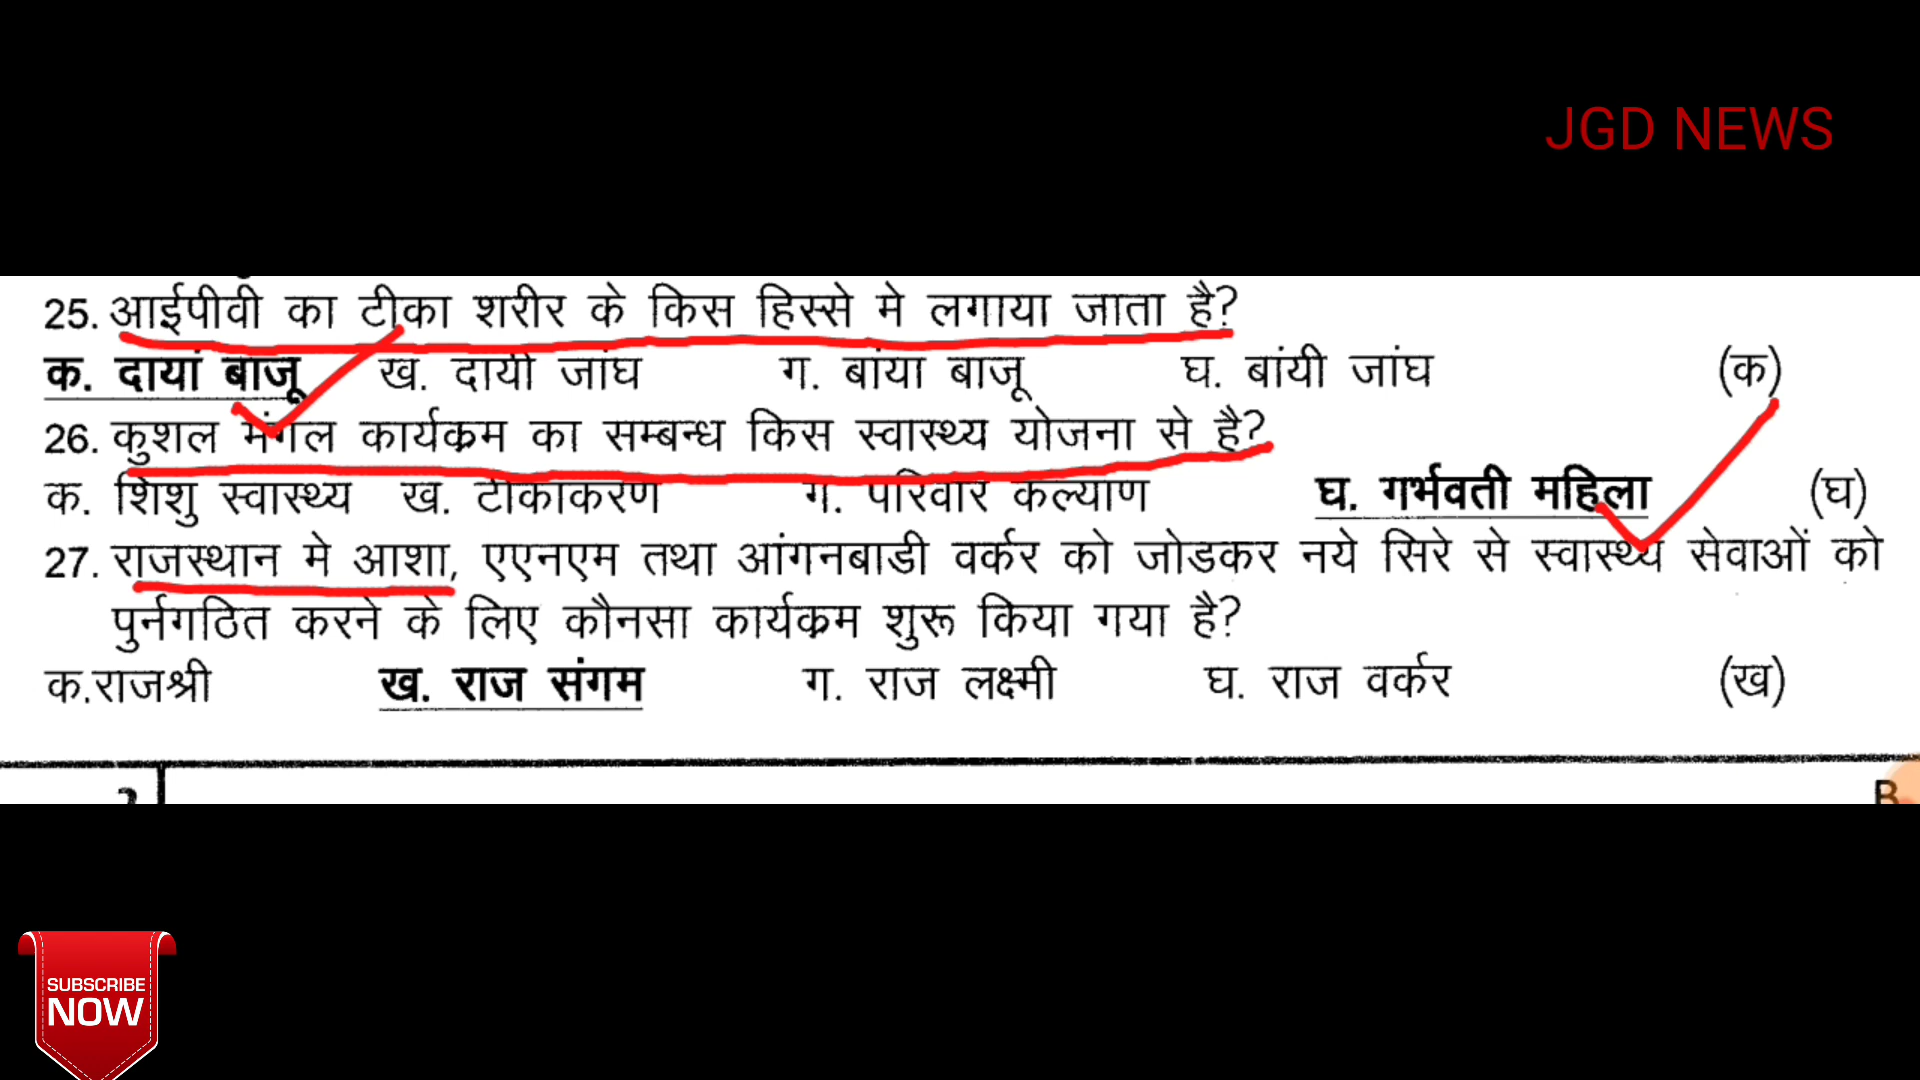 JGD NEWS
25. आईपीवी का टीका शरीर के किस हिस्से मे लगाया जाता है?
क. दायां बाजू ख. दायी जांघ ग. बांया बाजू घ. बांयी जांघ (क)
26. कुशल मंगल कार्यक्रम का सम्बन्ध किस स्वास्थ्य योजना से है?
क. शिशु स्वास्थ्य ख. टीकाकरण ग. परिवार कल्याण घ. गर्भवती महिला (घ)
27. राजस्थान मे आशा, एएनएम तथा आंगनबाडी वर्कर को जोडकर नये सिरे से स्वास्थ्य सेवाओं को
पुर्नगठित करने के लिए कौनसा कार्यक्रम शुरू किया गया है?
क.राजश्री ख. राज संगम ग. राज लक्ष्मी घ. राज वर्कर (ख)
SUBSCRIBE
NOW